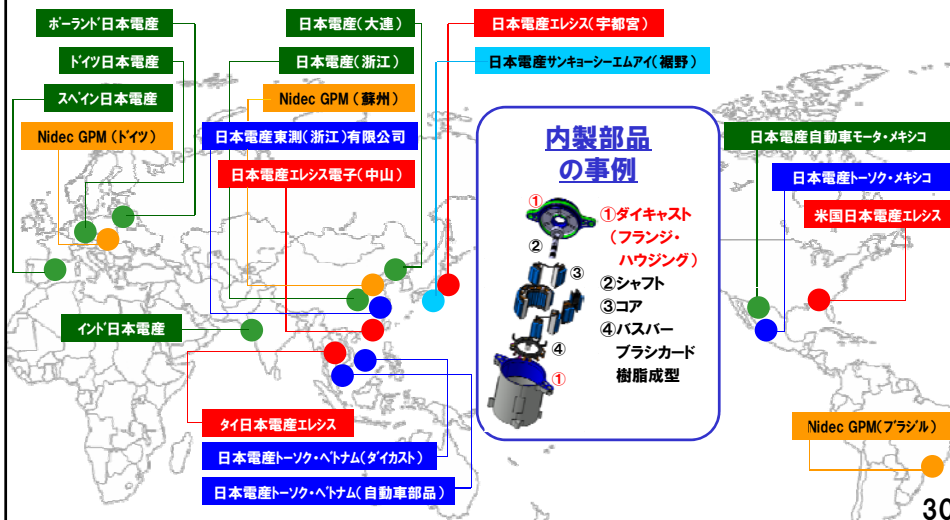 ポーランド日本電産
ドイツ日本電産
スペイン日本電産
Nidec GPM（ドイツ）
日本電産（大連）
日本電産（浙江）
Nidec GPM（蘇州）
日本電産東測（浙江）有限公司
日本電産エレシス電子（中山）
日本電産エレシス（宇都宮）
日本電産サンキョーシーエムアイ（裾野）
内製部品
の事例
①
②
③
④
①
①ダイキャスト
（フランジ・
ハウジング）
②シャフト
③コア
④バスバー
ブラシカード
樹脂成型
日本電産自動車モータ・メキシコ
日本電産トーソク・メキシコ
米国日本電産エレシス
インド日本電産
タイ日本電産エレシス
日本電産トーソク・ベトナム（ダイカスト）
日本電産トーソク・ベトナム（自動車部品）
Nidec GPM（ブラジル）
30